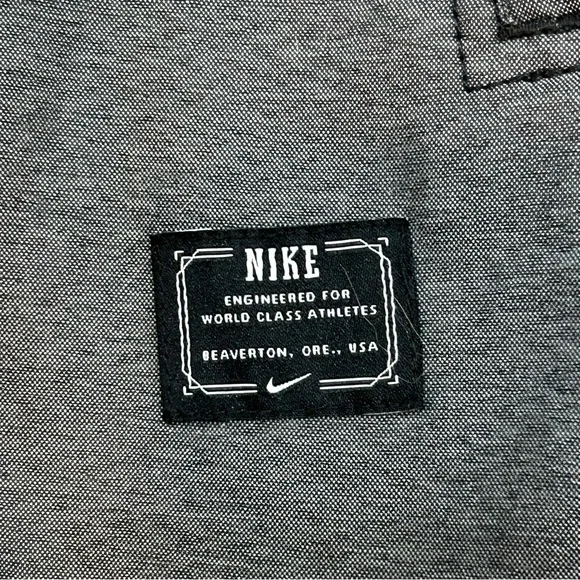 NIKE
ENGINEERED FOR
WORLD CLASS ATHLETES
BEAVERTON, ORE., USA